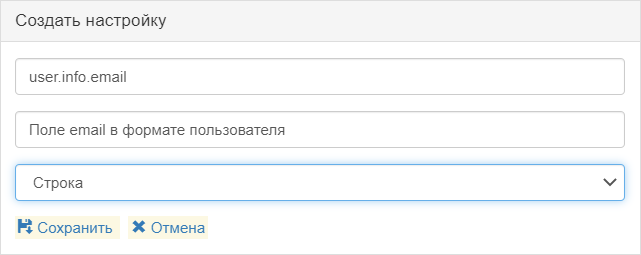 Создать настройку
user.info.email
Поле email в формате пользователя
Строка
Сохранить Отмена